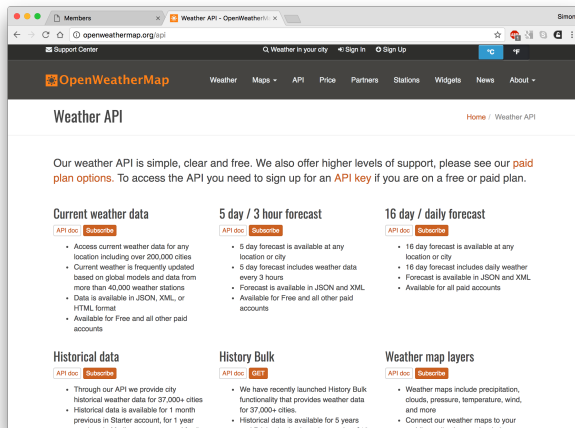 Members
Weather API - OpenWeatherM
Simon
openweathermap.org/api
Support Center
Weather in your city
Sign In
Sign Up
°C
°F
OpenWeatherMap
Weather
Maps
API
Price
Partners
Stations
Widgets
News
About
Weather API
Home / Weather API
Our weather API is simple, clear and free. We also offer higher levels of support, please see our paid
plan options. To access the API you need to sign up for an API key if you are on a free or paid plan.
Current weather data
API doc Subscribe
• Access current weather data for any
location including over 200,000 cities
• Current weather is frequently updated
based on global models and data from
more than 40,000 weather stations
• Data is available in JSON, XML, or
HTML format
• Available for Free and all other paid
accounts
5 day / 3 hour forecast
API doc Subscribe
• 5 day forecast is available at any
location or city
• 5 day forecast includes weather data
every 3 hours
• Forecast is available in JSON and XML
• Available for Free and all other paid
accounts
16 day / daily forecast
API doc Subscribe
• 16 day forecast is available at any
location or city
• 16 day forecast includes daily weather
• Forecast is available in JSON and XML
• Available for all paid accounts
Historical data
API doc Subscribe
• Through our API we provide city
historical weather data for 37,000+ cities
• Historical data is available for 1 month
previous in Starter account, for 1 year
History Bulk
API doc GET
• We have recently launched History Bulk
functionality that provides weather data
for 37,000+ cities.
• Historical data is available for 5 years
Weather map layers
API doc Subscribe
• Weather maps include precipitation,
clouds, pressure, temperature, wind,
and more
• Connect our weather maps to your